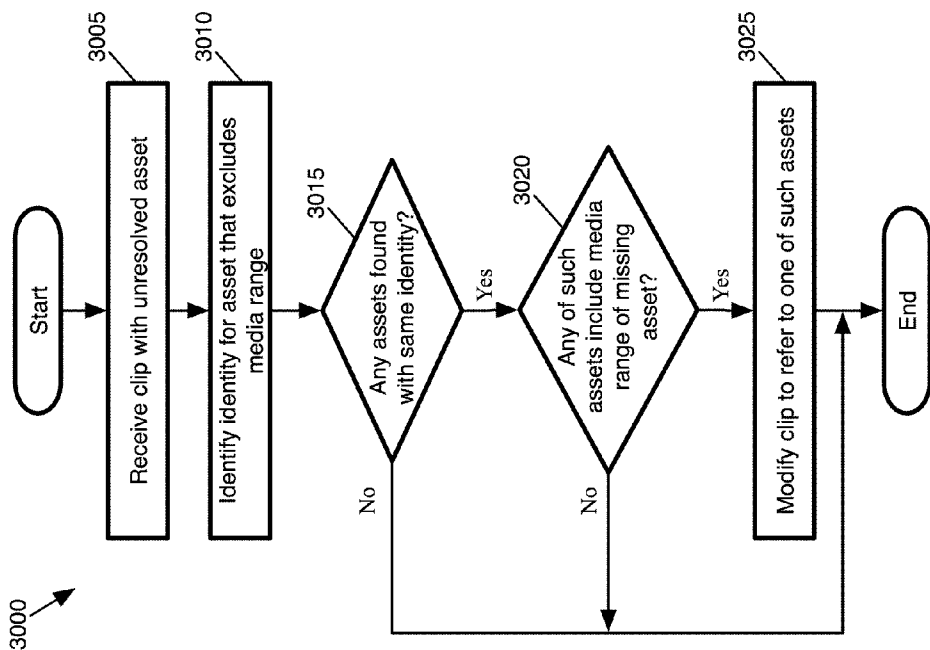 3000
Start
3005
Receive clip with unresolved asset
3010
Identify identity for asset that excludes
media range
3015
Any assets found
with same identity?
No
Yes
3020
Any of such
assets include media
range of missing
asset?
No
Yes
3025
Modify clip to refer to one of such assets
End